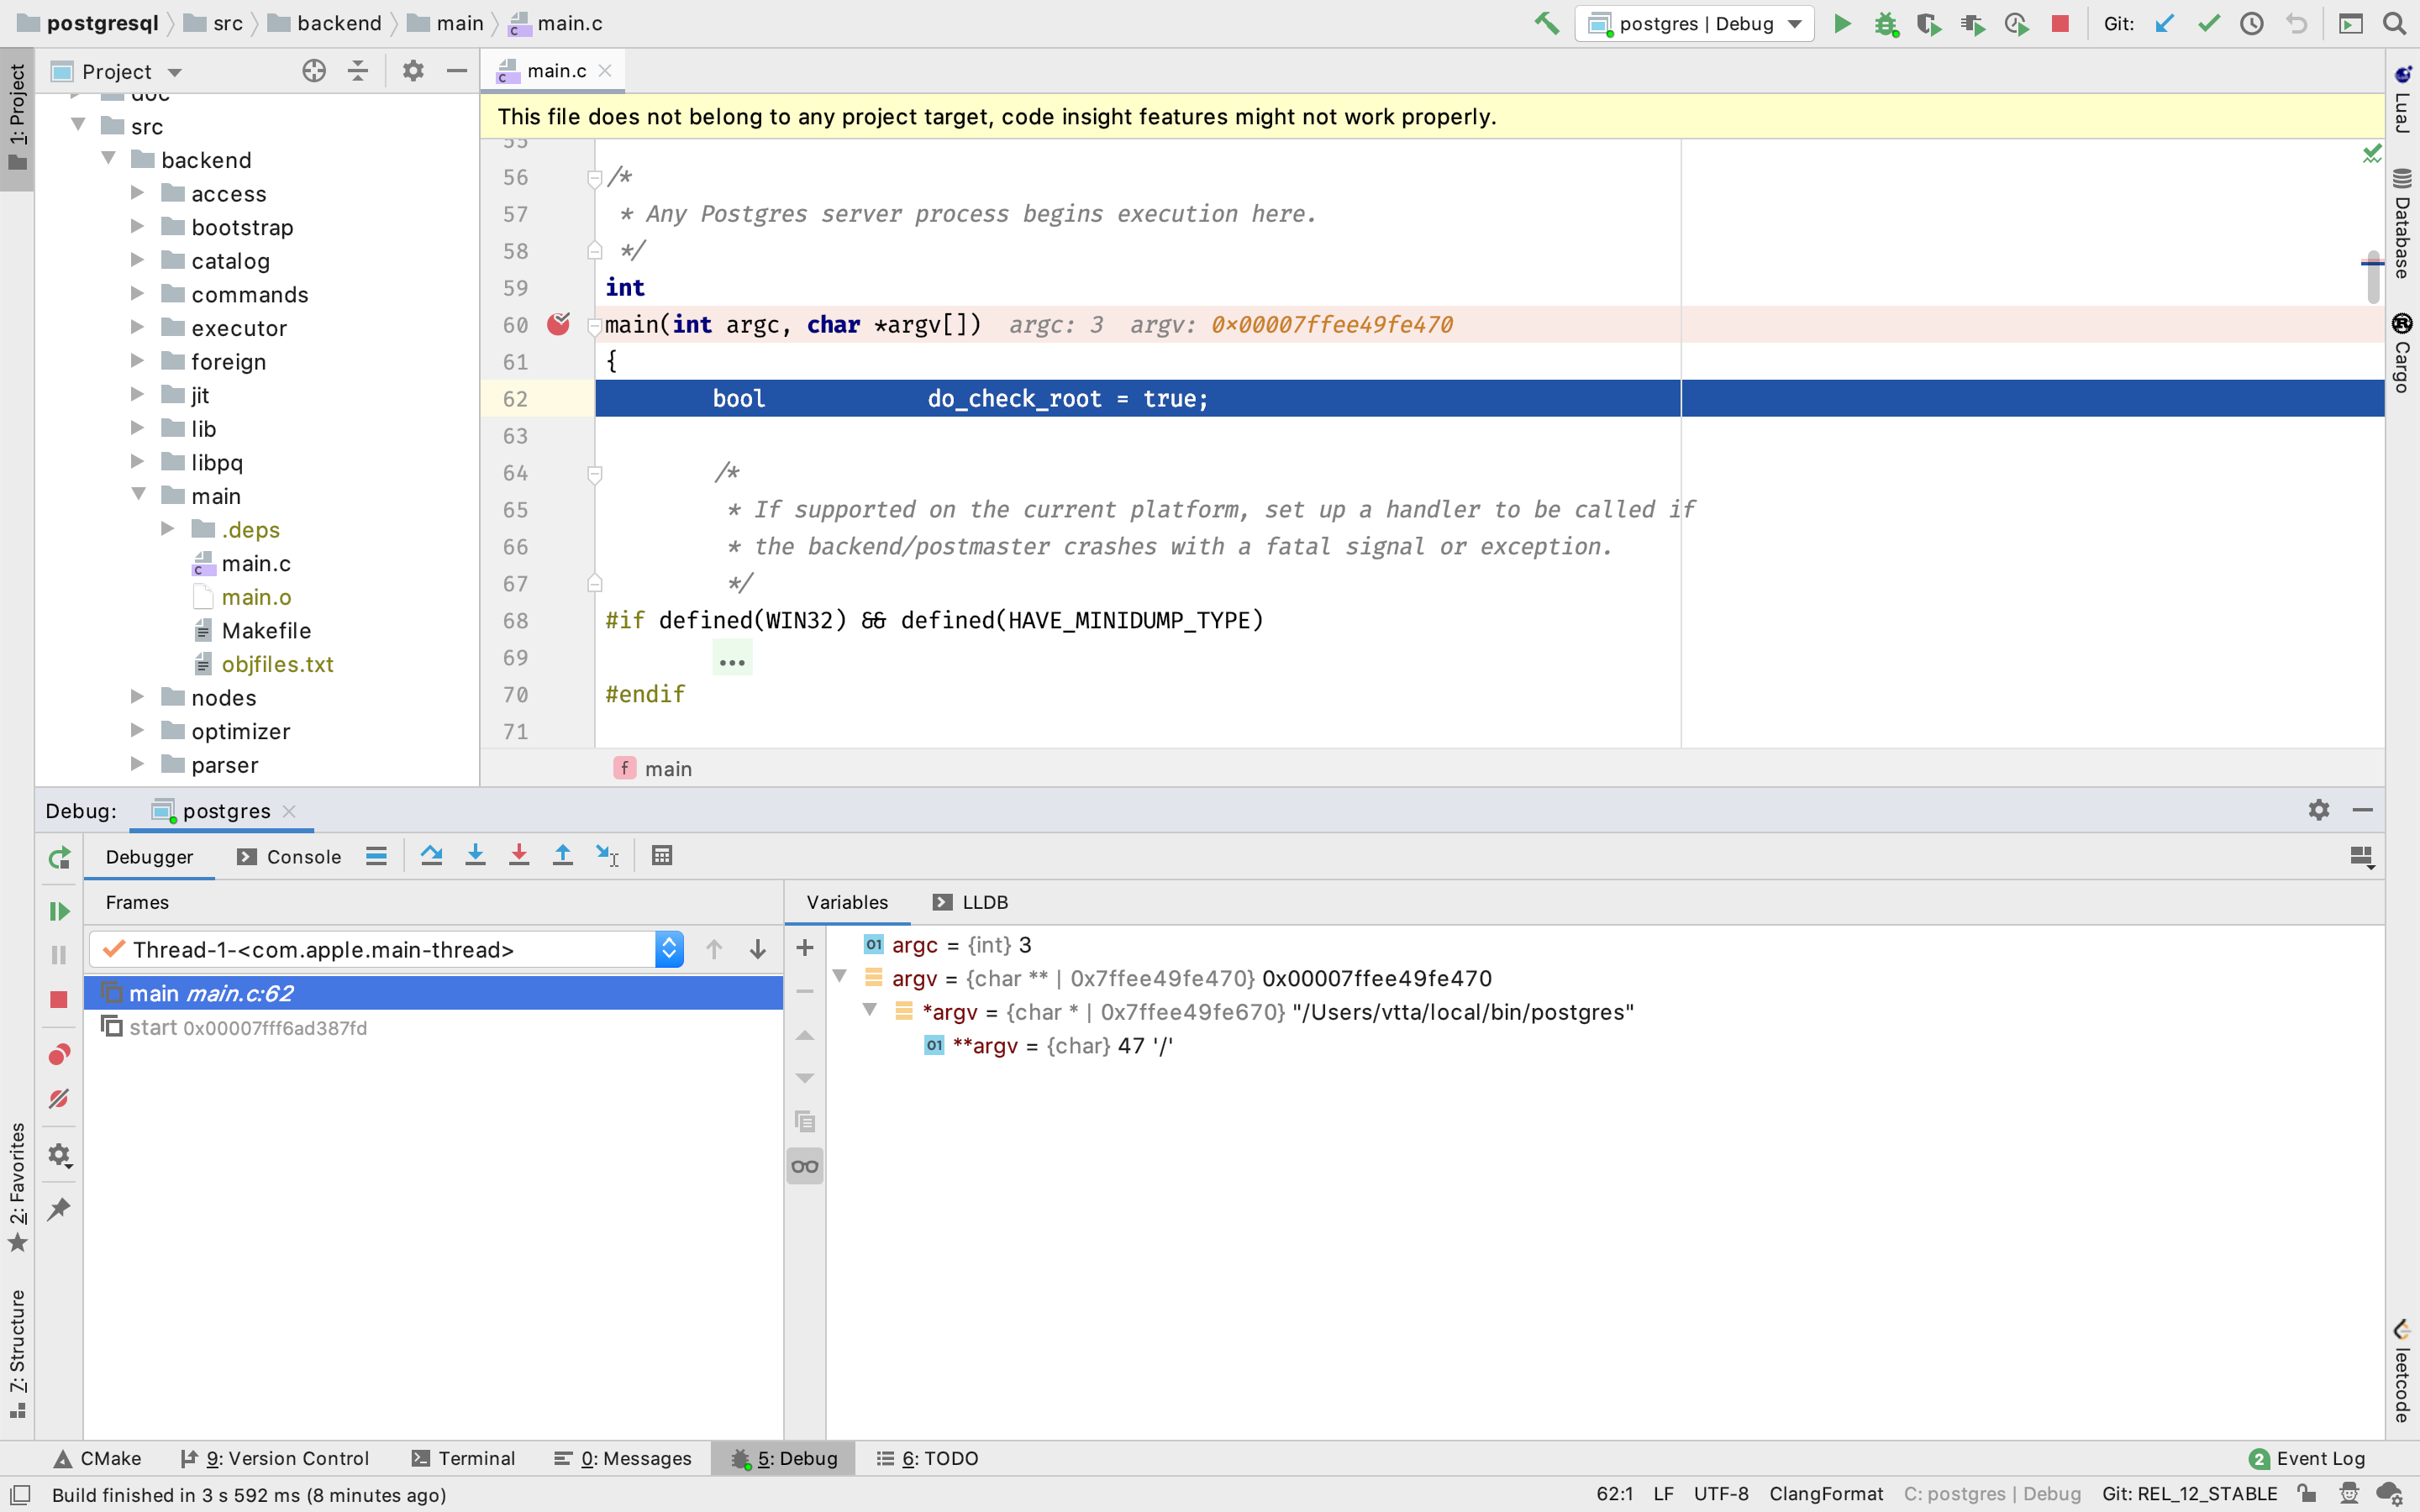 postgresql src backend main main.c postgres | Debug Git:
1: Project
Project
doc
src
backend
access
bootstrap
catalog
commands
executor
foreign
jit
lib
libpq
main
.deps
main.c
main.o
Makefile
objfiles.txt
nodes
optimizer
parser
main.c
This file does not belong to any project target, code insight features might not work properly.
55
56 /*
57 * Any Postgres server process begins execution here.
58 */
59 int
60 main(int argc, char *argv[]) argc: 3 argv: 0x00007ffee49fe470
61 {
62 bool do_check_root = true;
63
64 /*
65 * If supported on the current platform, set up a handler to be called if
66 * the backend/postmaster crashes with a fatal signal or exception.
67 */
68 #if defined(WIN32) && defined(HAVE_MINIDUMP_TYPE)
69 ...
70 #endif
71
f main
LuaJ
Database
Cargo
leetcode
Debug: postgres
Debugger Console
Frames
Thread-1-<com.apple.main-thread>
main main.c:62
start 0x00007fff6ad387fd
Variables LLDB
01 argc = {int} 3
argv = {char ** | 0x7ffee49fe470} 0x00007ffee49fe470
*argv = {char * | 0x7ffee49fe670} "/Users/vtta/local/bin/postgres"
01 **argv = {char} 47 '/'
2: Favorites
7: Structure
CMake 9: Version Control Terminal 0: Messages 5: Debug 6: TODO 2 Event Log
Build finished in 3 s 592 ms (8 minutes ago) 62:1 LF UTF-8 ClangFormat C: postgres | Debug Git: REL_12_STABLE